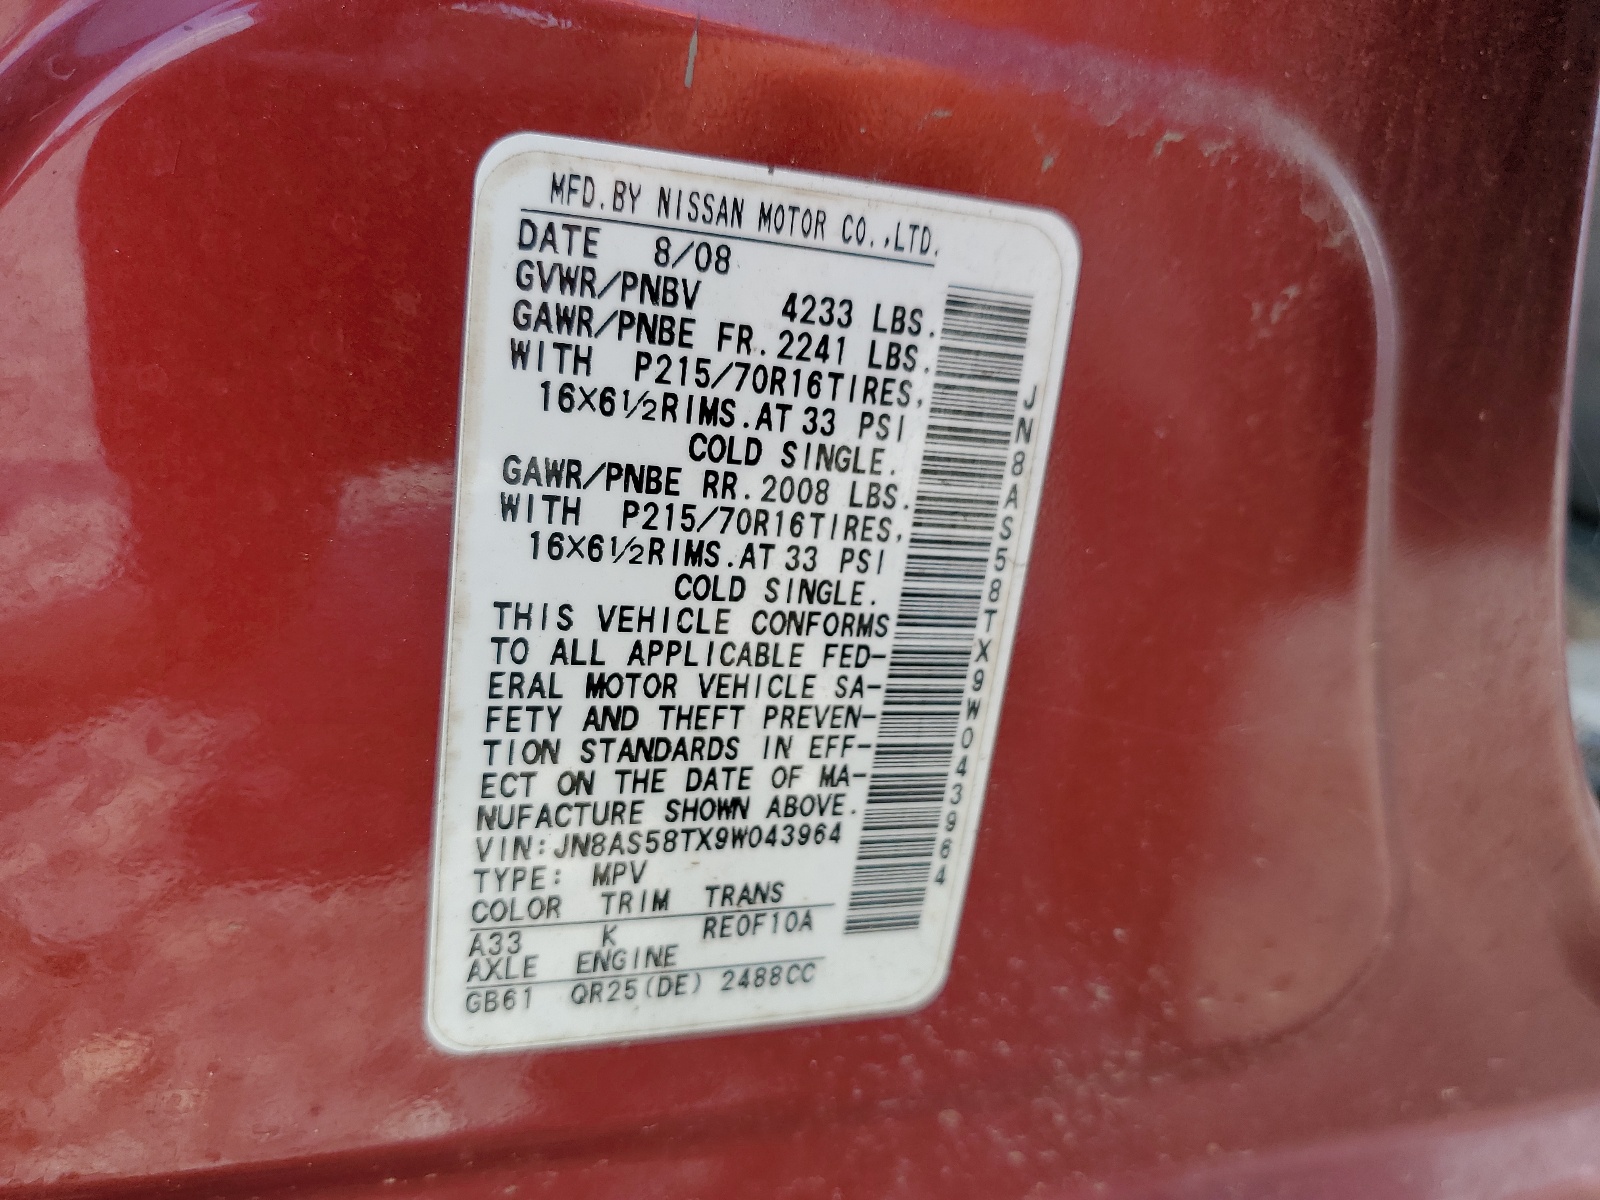 MFD.BY NISSAN MOTOR CO.,LTD.
DATE 8/08
GVWR/PNBV 4233 LBS.
GAWR/PNBE FR.2241 LBS.
WITH P215/70R16TIRES,
16X6½RIMS.AT 33 PSI
COLD SINGLE.
GAWR/PNBE RR.2008 LBS.
WITH P215/70R16TIRES,
16X6½RIMS.AT 33 PSI
COLD SINGLE.
THIS VEHICLE CONFORMS
TO ALL APPLICABLE FED-
ERAL MOTOR VEHICLE SA-
FETY AND THEFT PREVEN-
TION STANDARDS IN EFF-
ECT ON THE DATE OF MA-
NUFACTURE SHOWN ABOVE.
VIN:JN8AS58TX9W043964
TYPE: MPV
COLOR TRIM TRANS
A33 K RE0F10A
AXLE ENGINE
GB61 QR25(DE) 2488CC
JN8AS58TX9W043964